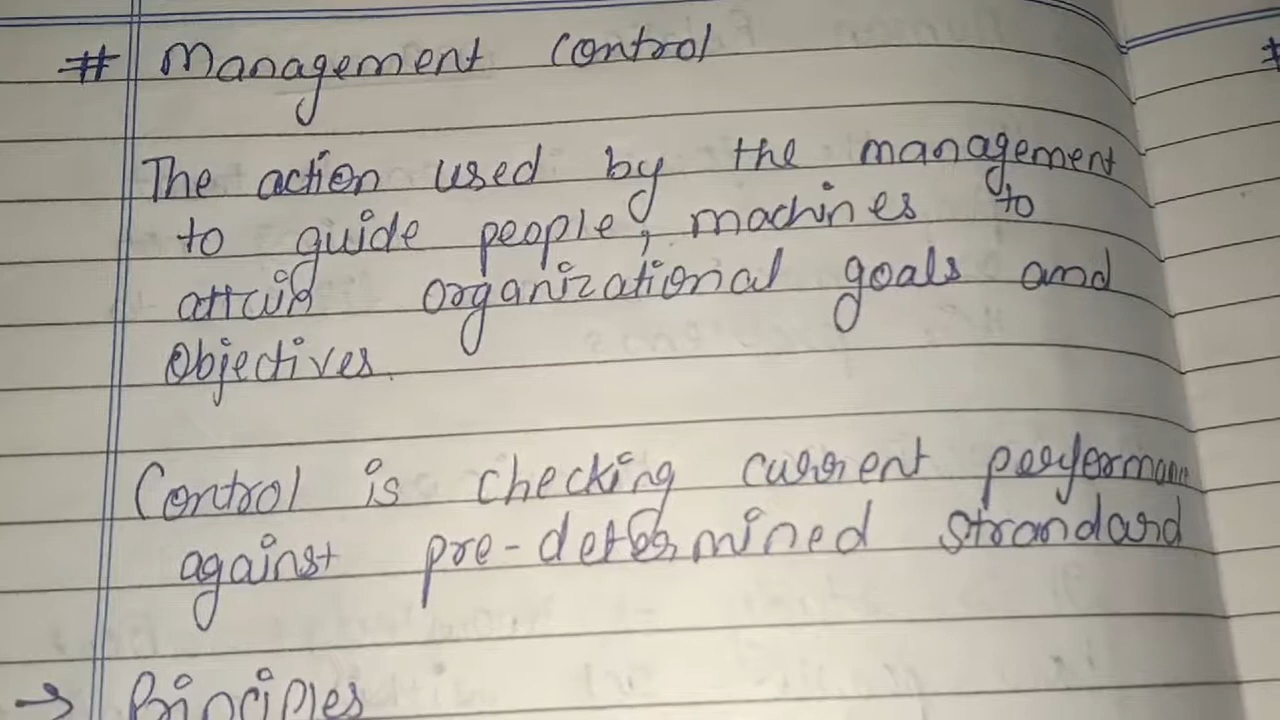 # Management control
The action used by the management
to guide people, machines to
attain organizational goals and
Objectives.
Control is checking current performan
against pre-determined strandard
→ Principles